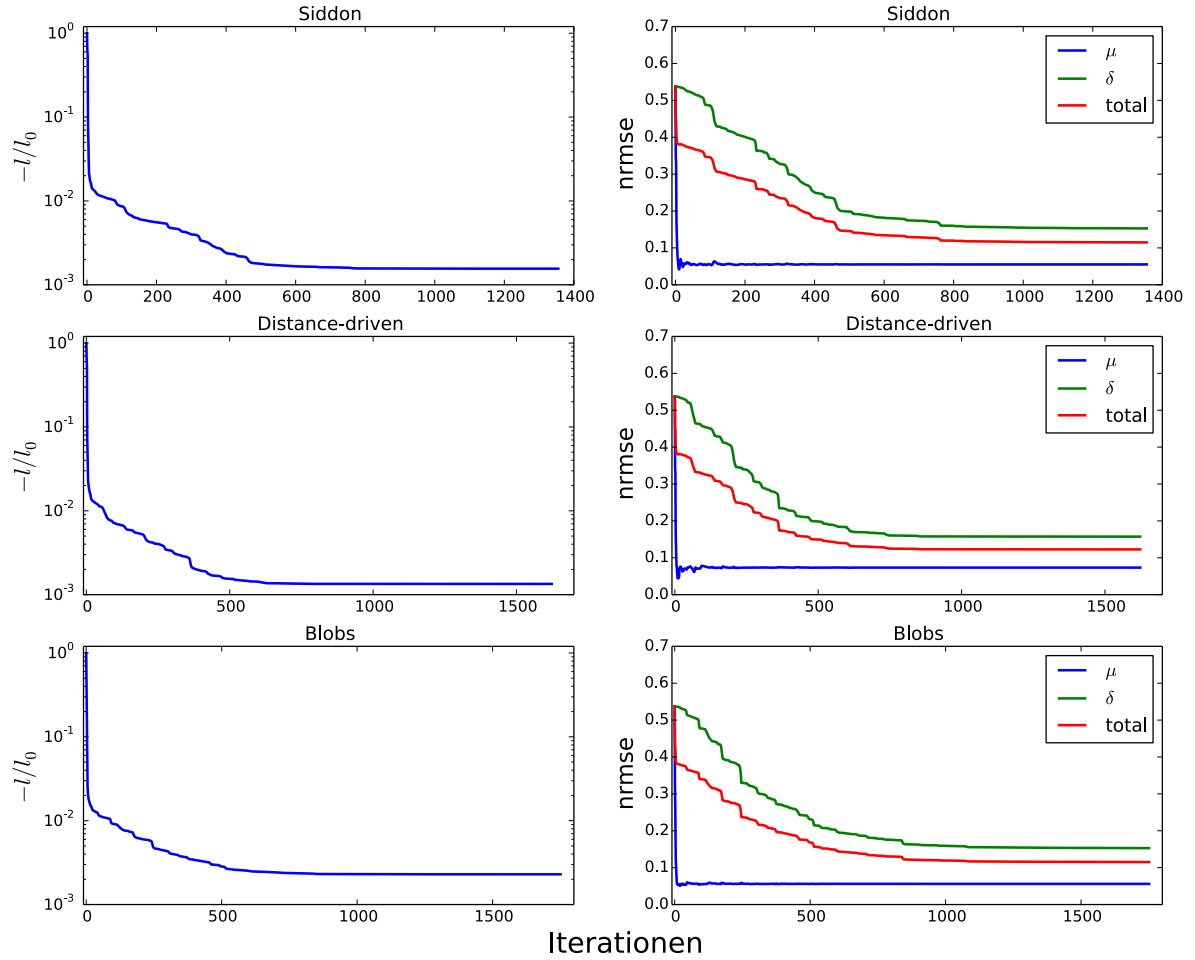 Siddon
10^0
10^-1
10^-2
10^-3
-l/l_0
0 200 400 600 800 1000 1200 1400
Siddon
0.7
0.6
0.5
0.4
0.3
0.2
0.1
0.0
nrmse
μ
δ
total
0 200 400 600 800 1000 1200 1400
Distance-driven
10^0
10^-1
10^-2
10^-3
-l/l_0
0 500 1000 1500
Distance-driven
0.7
0.6
0.5
0.4
0.3
0.2
0.1
0.0
nrmse
μ
δ
total
0 500 1000 1500
Blobs
10^0
10^-1
10^-2
10^-3
-l/l_0
0 500 1000 1500
Blobs
0.7
0.6
0.5
0.4
0.3
0.2
0.1
0.0
nrmse
μ
δ
total
0 500 1000 1500
Iterationen